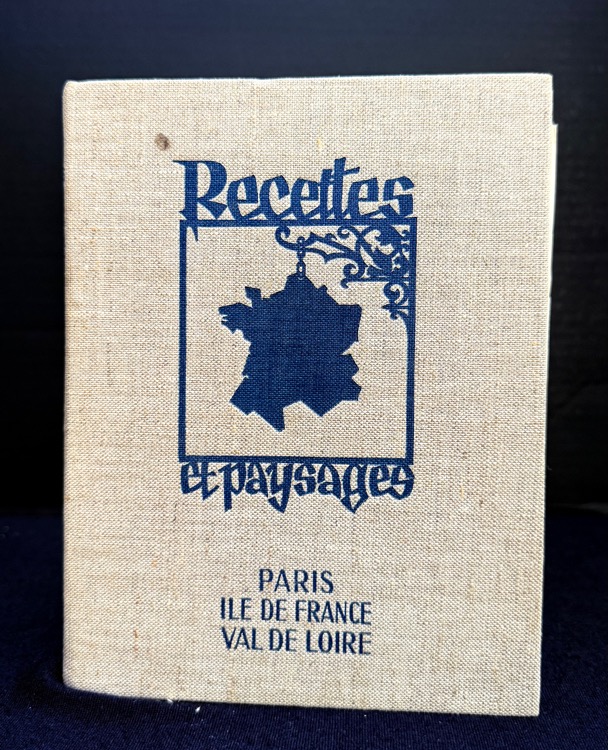 Recettes
et paysages
PARIS
ILE DE FRANCE
VAL DE LOIRE